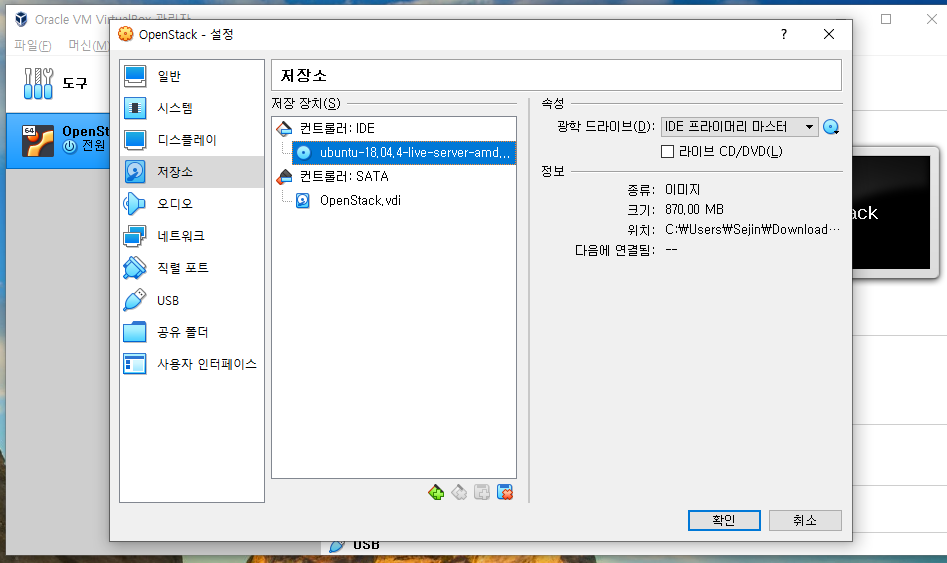 Oracle VM VirtualBox 관리자
파일(F) 머신(M)
OpenStack - 설정
?
도구
64
OpenSt
전원
일반
시스템
디스플레이
저장소
오디오
네트워크
직렬 포트
USB
공유 폴더
사용자 인터페이스
저장소
저장 장치(S)
컨트롤러: IDE
ubuntu-18.04.4-live-server-amd...
컨트롤러: SATA
OpenStack.vdi
속성
광학 드라이브(D): IDE 프라이머리 마스터
라이브 CD/DVD(L)
정보
종류: 이미지
크기: 870.00 MB
위치: C:\Users\Sejin\Download...
다음에 연결됨: --
ack
확인 취소
USB